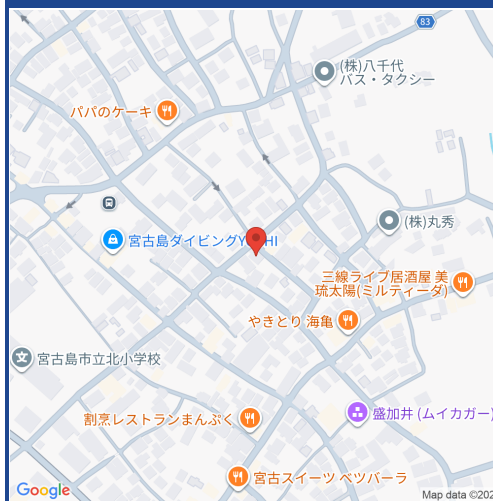 83
(株)八千代
バス・タクシー
パパのケーキ
(株)丸秀
宮古島ダイビングY
HI
三線ライブ居酒屋 美
琉太陽(ミルティーダ)
やきとり 海亀
宮古島市立北小学校
割烹レストランまんぷく
盛加井 (ムイカガー)
宮古スイーツ ベツバーラ
Google
Map data ©202